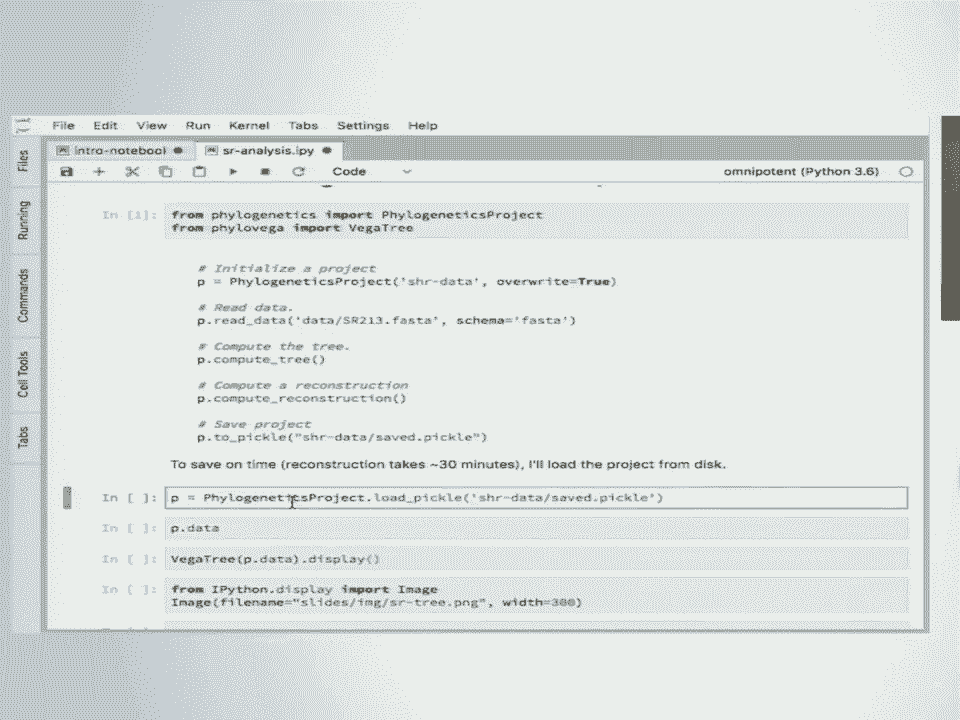 File Edit View Run Kernel Tabs Settings Help
intro-notebool sr-analysis.ipy
Code omnipotent (Python 3.6)
Files
Running
Commands
Cell Tools
Tabs
In [1]: from phylogenetics import PhylogeneticsProject
from phylovega import VegaTree
# Initialize a project
p = PhylogeneticsProject('shr-data', overwrite=True)
# Read data.
p.read_data('data/SR213.fasta', schema='fasta')
# Compute the tree.
p.compute_tree()
# Compute a reconstruction
p.compute_reconstruction()
# Save project
p.to_pickle("shr-data/saved.pickle")
To save on time (reconstruction takes ~30 minutes), I'll load the project from disk.
In [ ]: p = PhylogeneticsProject.load_pickle('shr-data/saved.pickle')
In [ ]: p.data
In [ ]: VegaTree(p.data).display()
In [ ]: from IPython.display import Image
Image(filename="slides/img/sr-tree.png", width=300)